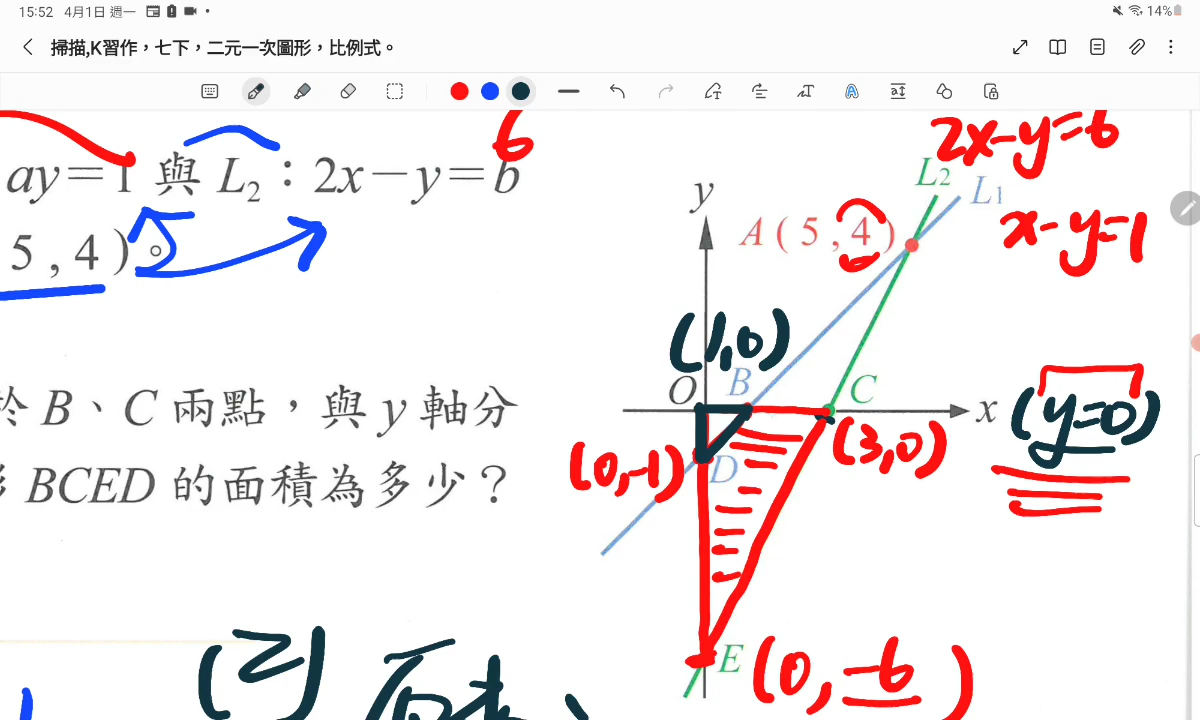 15:52 4月1日 週一
14%
掃描,K習作，七下，二元一次圖形，比例式。
6
ay=1 與 L₂：2x-y=b
5,4)。
2x-y=6
L₂
L₁
x-y=1
y
A(5,4)
(1,0)
O B C x
(y=0)
於 B、C 兩點，與 y 軸分
(0,-1) D (3,0)
BCED 的面積為多少？
E (0,-6)
(2) 面積